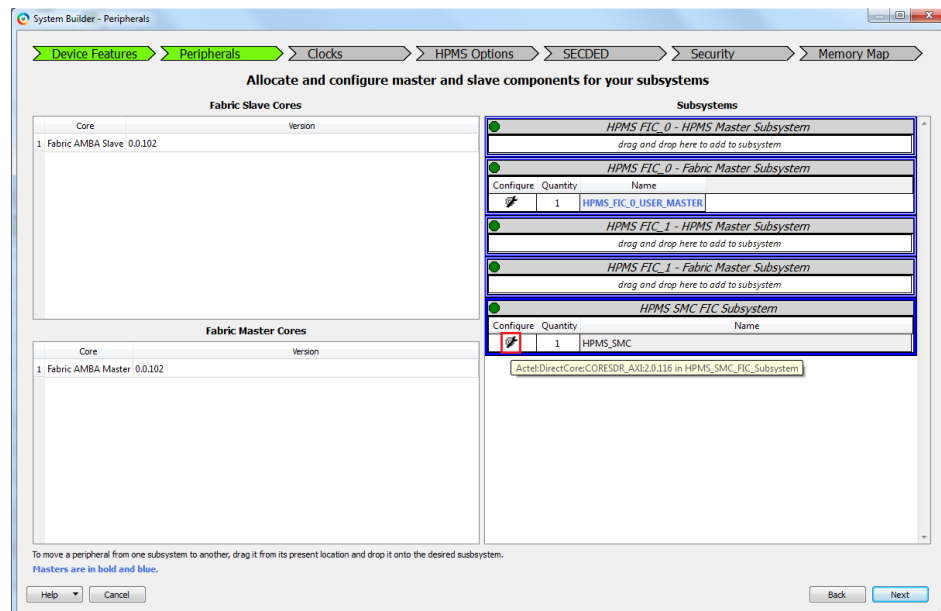 System Builder - Peripherals
Device Features
Peripherals
Clocks
HPMS Options
SECDED
Security
Memory Map
Allocate and configure master and slave components for your subsystems
Fabric Slave Cores
Core Version
1 Fabric AMBA Slave 0.0.102
Fabric Master Cores
Core Version
1 Fabric AMBA Master 0.0.102
Subsystems
HPMS FIC_0 - HPMS Master Subsystem
drag and drop here to add to subsystem
HPMS FIC_0 - Fabric Master Subsystem
Configure Quantity Name
1 HPMS_FIC_0_USER_MASTER
HPMS FIC_1 - HPMS Master Subsystem
drag and drop here to add to subsystem
HPMS FIC_1 - Fabric Master Subsystem
drag and drop here to add to subsystem
HPMS SMC FIC Subsystem
Configure Quantity Name
1 HPMS_SMC
Actel:DirectCore:CORESDR_AXI:2.0.116 in HPMS_SMC_FIC_Subsystem
To move a peripheral from one subsystem to another, drag it from its present location and drop it onto the desired susbsystem.
Masters are in bold and blue.
Help Cancel Back Next